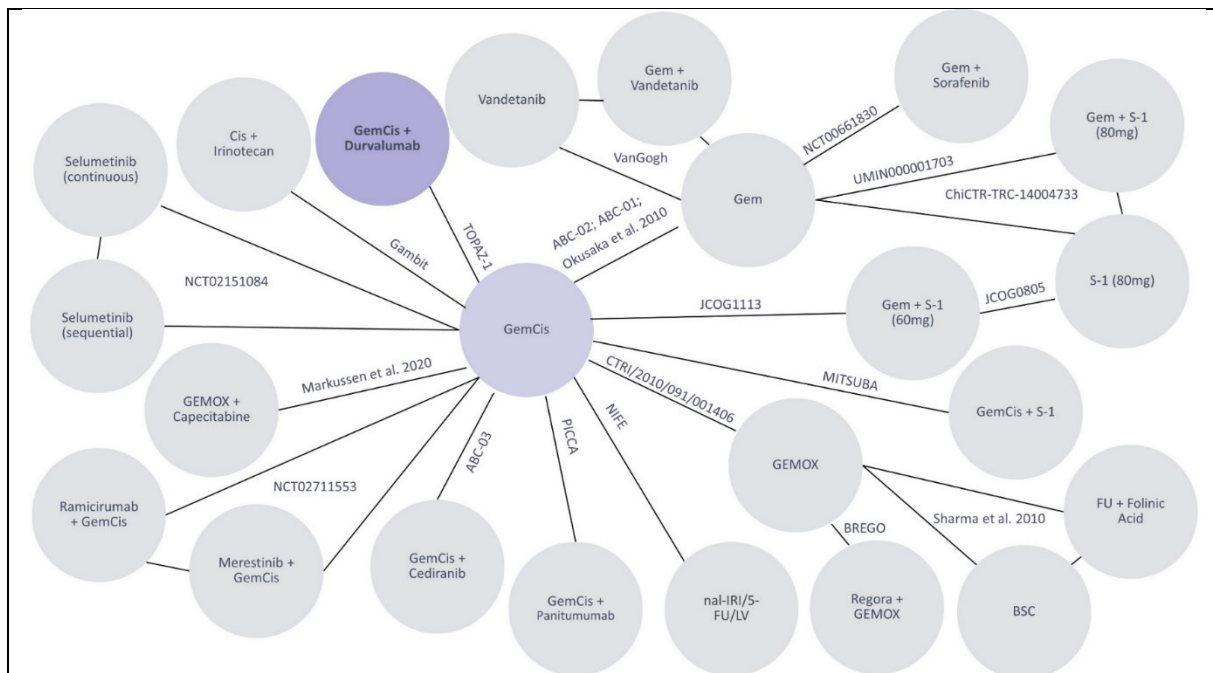 Vandetanib
Gem +
Vandetanib
Gem +
Sorafenib
GemCis +
Durvalumab
Cis +
Irinotecan
Selumetinib
(continuous)
Gem + S-1
(80mg)
NCT00661830
VanGogh
UMIN000001703
ChiCTR-TRC-14004733
Gem
ABC-02; ABC-01;
Okusaka et al. 2010
TOPAZ-1
Gambit
NCT02151084
Selumetinib
(sequential)
GemCis
JCOG1113
Gem + S-1
(60mg)
JCOG0805
S-1 (80mg)
Markussen et al. 2020
GEMOX +
Capecitabine
CTRI/2010/091/001406
MITSUBA
GemCis + S-1
NIFE
PICCA
ABC-03
GEMOX
NCT02711553
Ramicirumab
+ GemCis
Merestinib +
GemCis
GemCis +
Cediranib
GemCis +
Panitumumab
nal-IRI/5-
FU/LV
BREGO
Regora +
GEMOX
Sharma et al. 2010
FU + Folinic
Acid
BSC